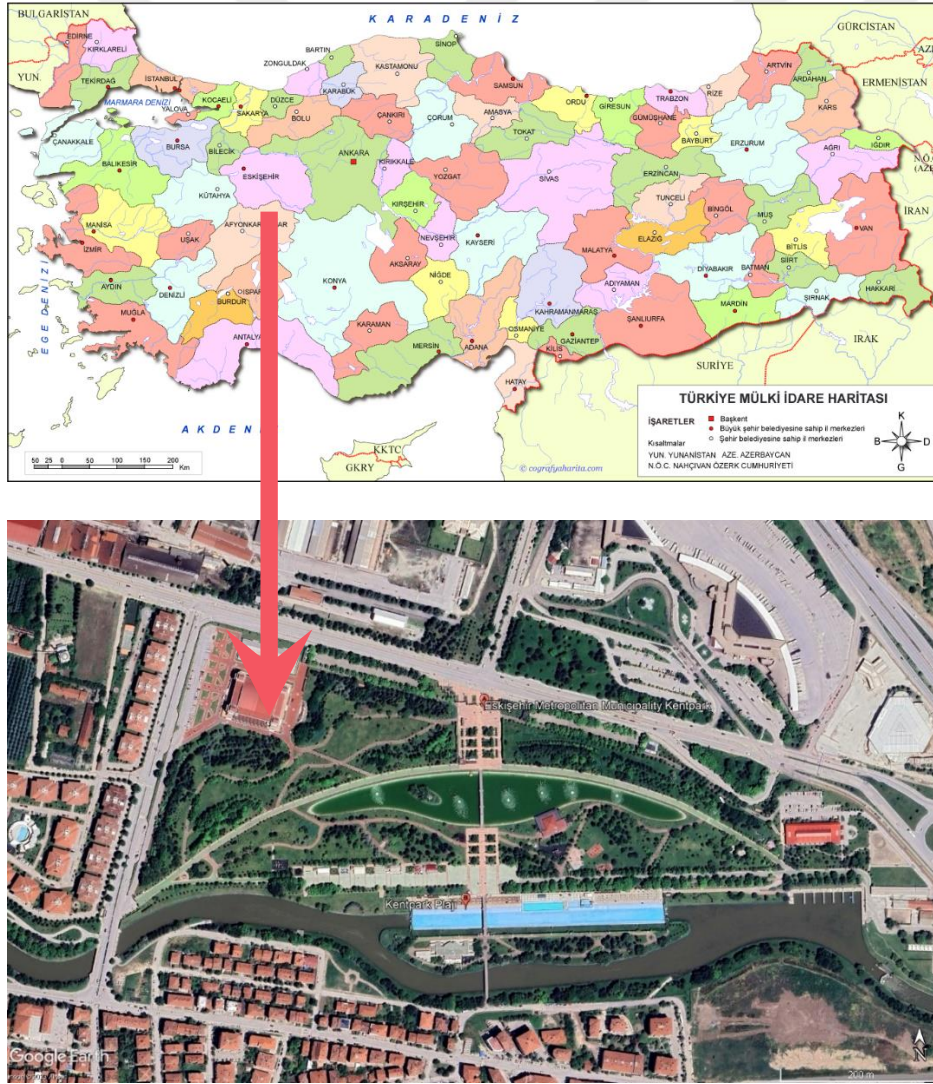 KARADENİZ
BULGARİSTAN
GÜRCİSTAN
EDİRNE
KIRKLARELİ
TEKİRDAĞ
İSTANBUL
YUN.
MARMARA DENİZİ
YALOVA
KOCAELİ
SAKARYA
DÜZCE
BOLU
ZONGULDAK
BARTIN
KARABÜK
KASTAMONU
SİNOP
SAMSUN
ÇANKIRI
ÇORUM
AMASYA
TOKAT
ORDU
GİRESUN
TRABZON
GÜMÜŞHANE
RİZE
ARTVİN
ARDAHAN
KARS
ERMENİSTAN
BAYBURT
ERZURUM
AĞRI
IĞDIR
N.Ö.C.
İRAN
ÇANAKKALE
BALIKESİR
BURSA
BİLECİK
ESKİŞEHİR
KÜTAHYA
ANKARA
KIRIKKALE
YOZGAT
KIRŞEHİR
SİVAS
ERZİNCAN
TUNCELİ
BİNGÖL
MUŞ
VAN
BİTLİS
MANİSA
İZMİR
UŞAK
NEVŞEHİR
KAYSERİ
MALATYA
ELAZIĞ
DİYABAKIR
BATMAN
SİİRT
HAKKARİ
ŞIRNAK
AYDIN
DENİZLİ
BURDUR
KONYA
AKSARAY
NİĞDE
KAHRAMANMARAŞ
ADIYAMAN
MARDİN
ŞANLIURFA
MUĞLA
KARAMAN
MERSİN
ADANA
OSMANİYE
GAZİANTEP
KİLİS
HATAY
SURİYE
IRAK
EGE DENİZ
KKTC
GKRY
50 25 0 50 100 150 200
Km
© cografyaharita.com
TÜRKİYE MÜLKİ İDARE HARİTASI
İŞARETLER
Başkent
Büyük şehir belediyesine sahip il merkezleri
Şehir belediyesine sahip il merkezleri
Kısaltmalar
YUN. YUNANİSTAN AZE. AZERBAYCAN
N.Ö.C. NAHÇIVAN ÖZERK CUMHURİYETİ
K
B D
G
Eskişehir Metropolitan Municipality Kentpark
Kentpark Plajı
Google Earth
N
200 m